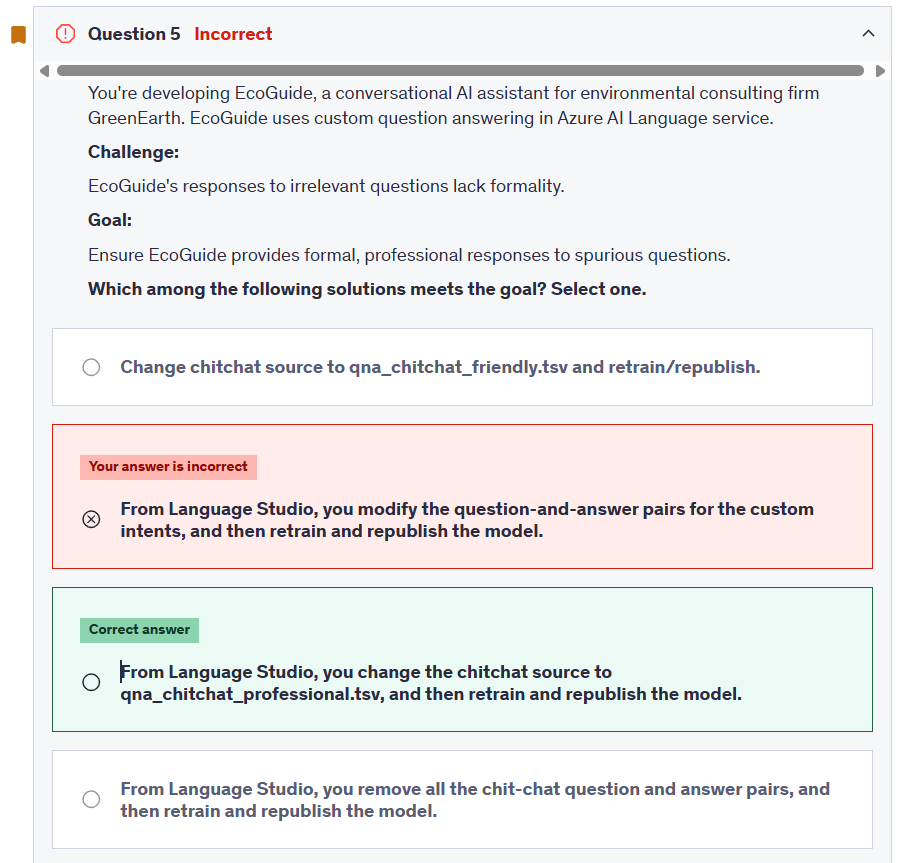 Question 5 Incorrect
You're developing EcoGuide, a conversational AI assistant for environmental consulting firm
GreenEarth. EcoGuide uses custom question answering in Azure AI Language service.
Challenge:
EcoGuide's responses to irrelevant questions lack formality.
Goal:
Ensure EcoGuide provides formal, professional responses to spurious questions.
Which among the following solutions meets the goal? Select one.
Change chitchat source to qna_chitchat_friendly.tsv and retrain/republish.
Your answer is incorrect
From Language Studio, you modify the question-and-answer pairs for the custom
intents, and then retrain and republish the model.
Correct answer
From Language Studio, you change the chitchat source to
qna_chitchat_professional.tsv, and then retrain and republish the model.
From Language Studio, you remove all the chit-chat question and answer pairs, and
then retrain and republish the model.